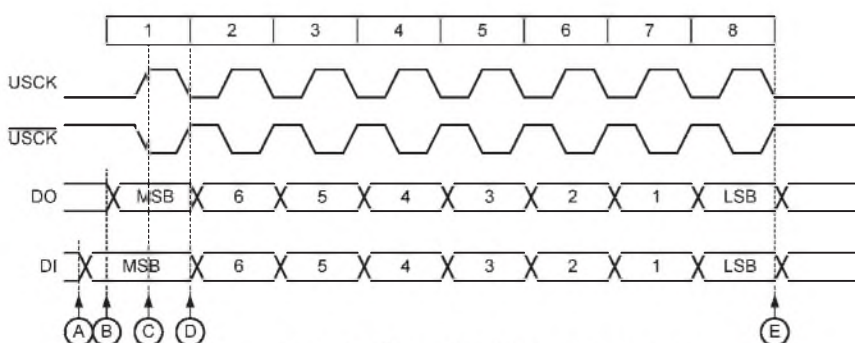 1 2 3 4 5 6 7 8
USCK
USCK
DO MSB 6 5 4 3 2 1 LSB
DI MSB 6 5 4 3 2 1 LSB
A B C D E